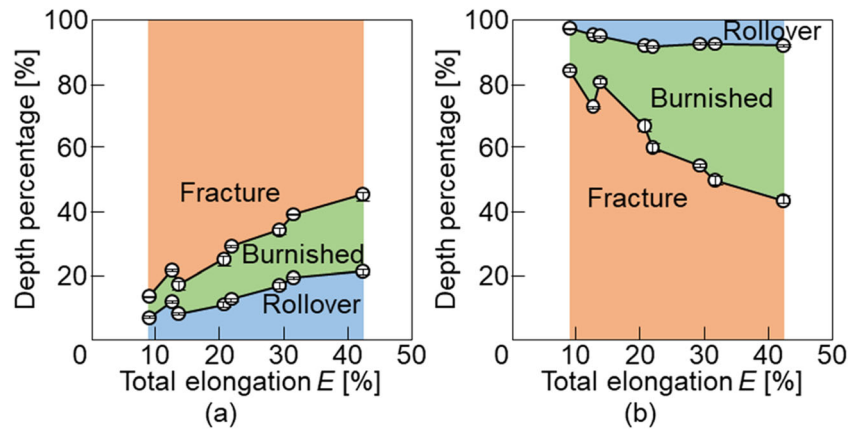 100
80
60
40
20
0
10
20
30
40
50
Depth percentage [%]
Fracture
Burnished
Rollover
Total elongation E [%]
(a)
100
80
60
40
20
0
10
20
30
40
50
Depth percentage [%]
Rollover
Burnished
Fracture
Total elongation E [%]
(b)